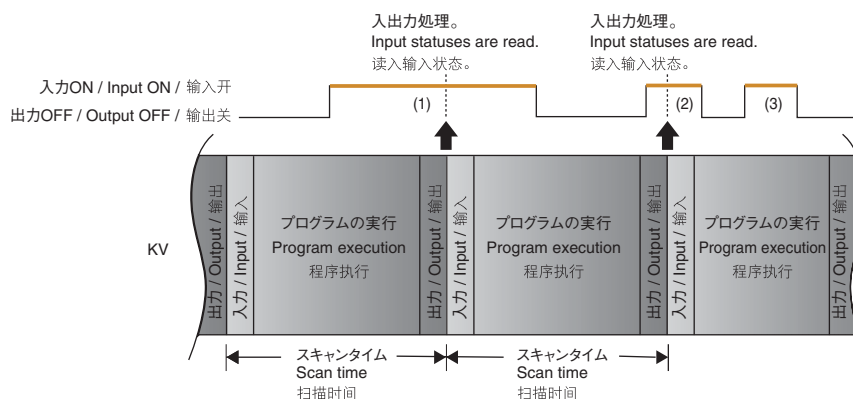 入出力処理。
Input statuses are read.
读入输入状态。
入出力処理。
Input statuses are read.
读入输入状态。
入力ON / Input ON / 输入开
出力OFF / Output OFF / 输出关
(1)
(2)
(3)
KV
出力 / Output / 输出
入力 / Input / 输入
プログラムの実行
Program execution
程序执行
出力 / Output / 输出
入力 / Input / 输入
プログラムの実行
Program execution
程序执行
出力 / Output / 输出
入力 / Input / 输入
プログラムの実行
Program execution
程序执行
出力 / Output / 输出
スキャンタイム
Scan time
扫描时间
スキャンタイム
Scan time
扫描时间